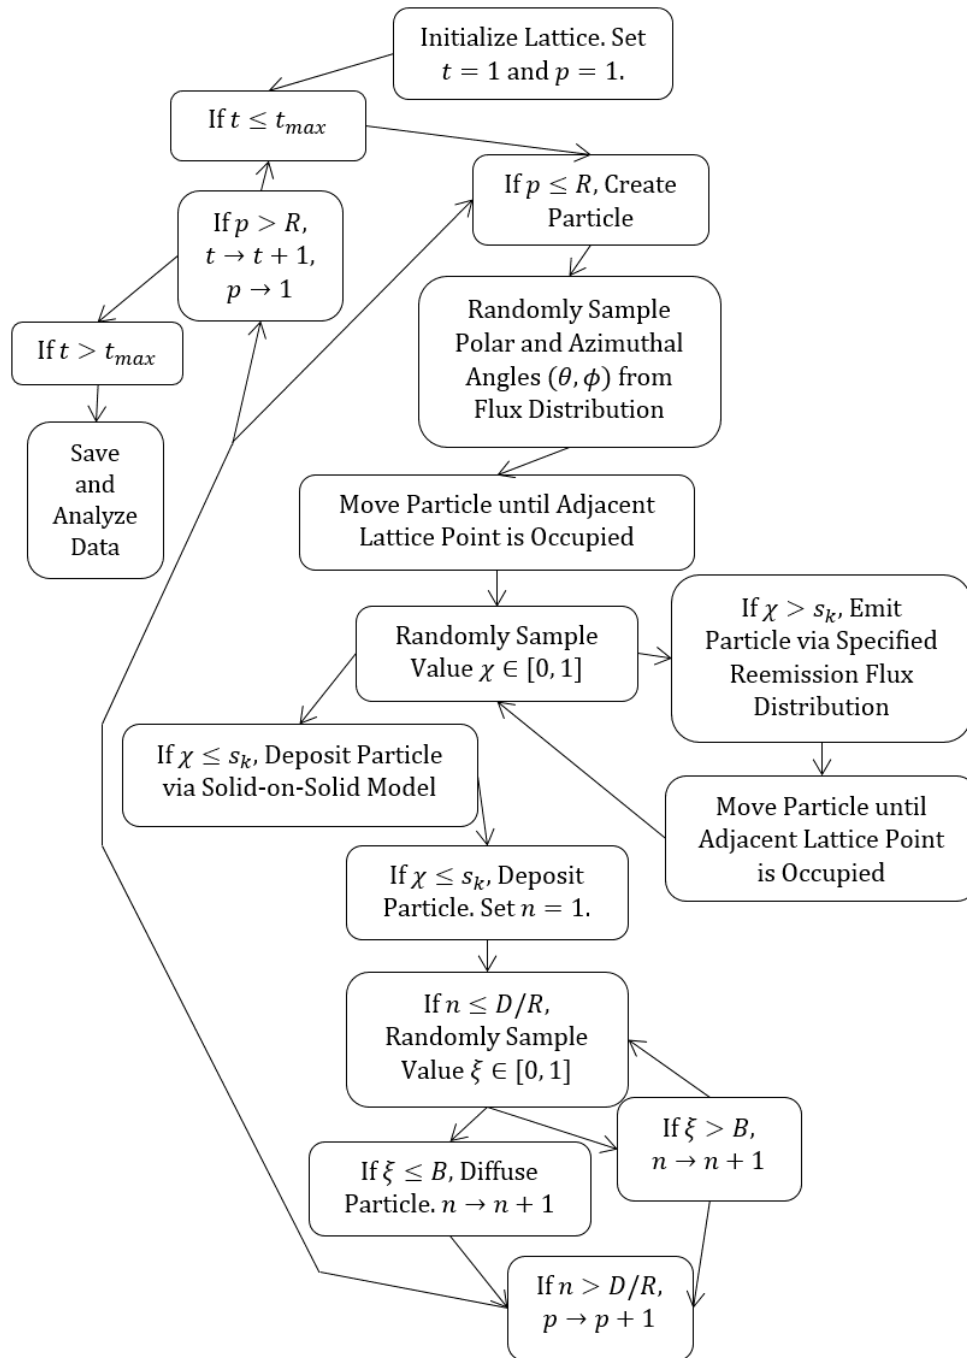 Initialize Lattice. Set
t = 1 and p = 1.
If t ≤ t_max
If p ≤ R, Create
Particle
If p > R,
t → t + 1,
p → 1
If t > t_max
Save
and
Analyze
Data
Randomly Sample
Polar and Azimuthal
Angles (θ, ϕ) from
Flux Distribution
Move Particle until Adjacent
Lattice Point is Occupied
Randomly Sample
Value χ ∈ [0, 1]
If χ > s_k, Emit
Particle via Specified
Reemission Flux
Distribution
If χ ≤ s_k, Deposit Particle
via Solid-on-Solid Model
Move Particle until
Adjacent Lattice Point
is Occupied
If χ ≤ s_k, Deposit
Particle. Set n = 1.
If n ≤ D/R,
Randomly Sample
Value ξ ∈ [0, 1]
If ξ > B,
n → n + 1
If ξ ≤ B, Diffuse
Particle. n → n + 1
If n > D/R,
p → p + 1